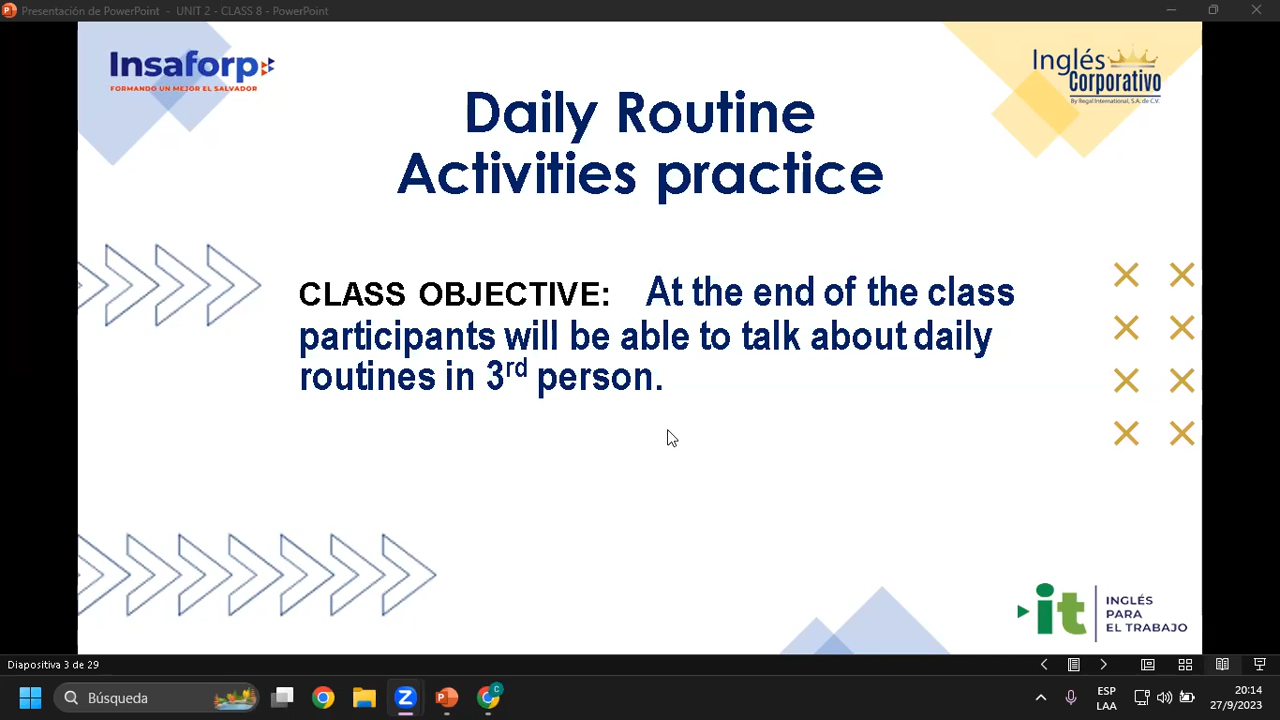 Presentación de PowerPoint - UNIT 2 - CLASS 8 - PowerPoint
Insaforp
FORMANDO UN MEJOR EL SALVADOR
Inglés
Corporativo
By Regal International, S.A. de C.V.
Daily Routine
Activities practice
CLASS OBJECTIVE: At the end of the class
participants will be able to talk about daily
routines in 3rd person.
it
INGLÉS
PARA
EL TRABAJO
Diapositiva 3 de 29
Búsqueda
C
ESP
LAA
20:14
27/9/2023